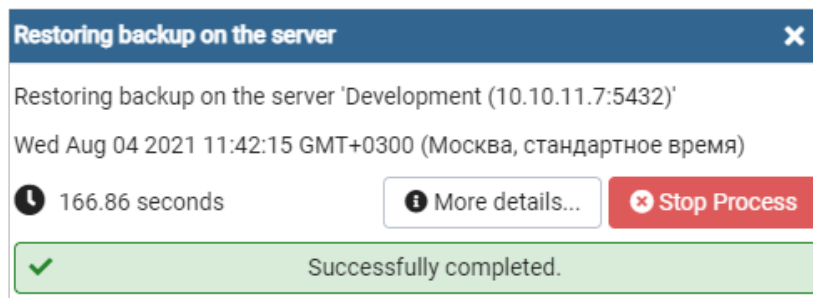 Restoring backup on the server
Restoring backup on the server 'Development (10.10.11.7:5432)'
Wed Aug 04 2021 11:42:15 GMT+0300 (Москва, стандартное время)
166.86 seconds More details... Stop Process
Successfully completed.